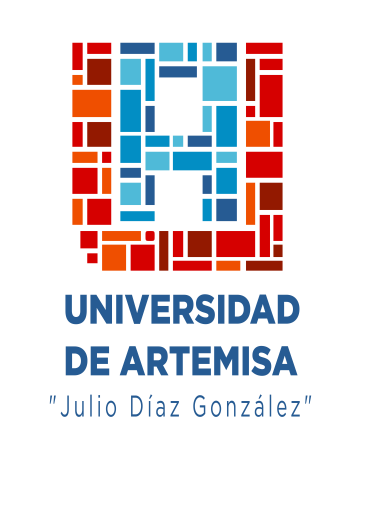 UNIVERSIDAD
DE ARTEMISA
"Julio Díaz González"